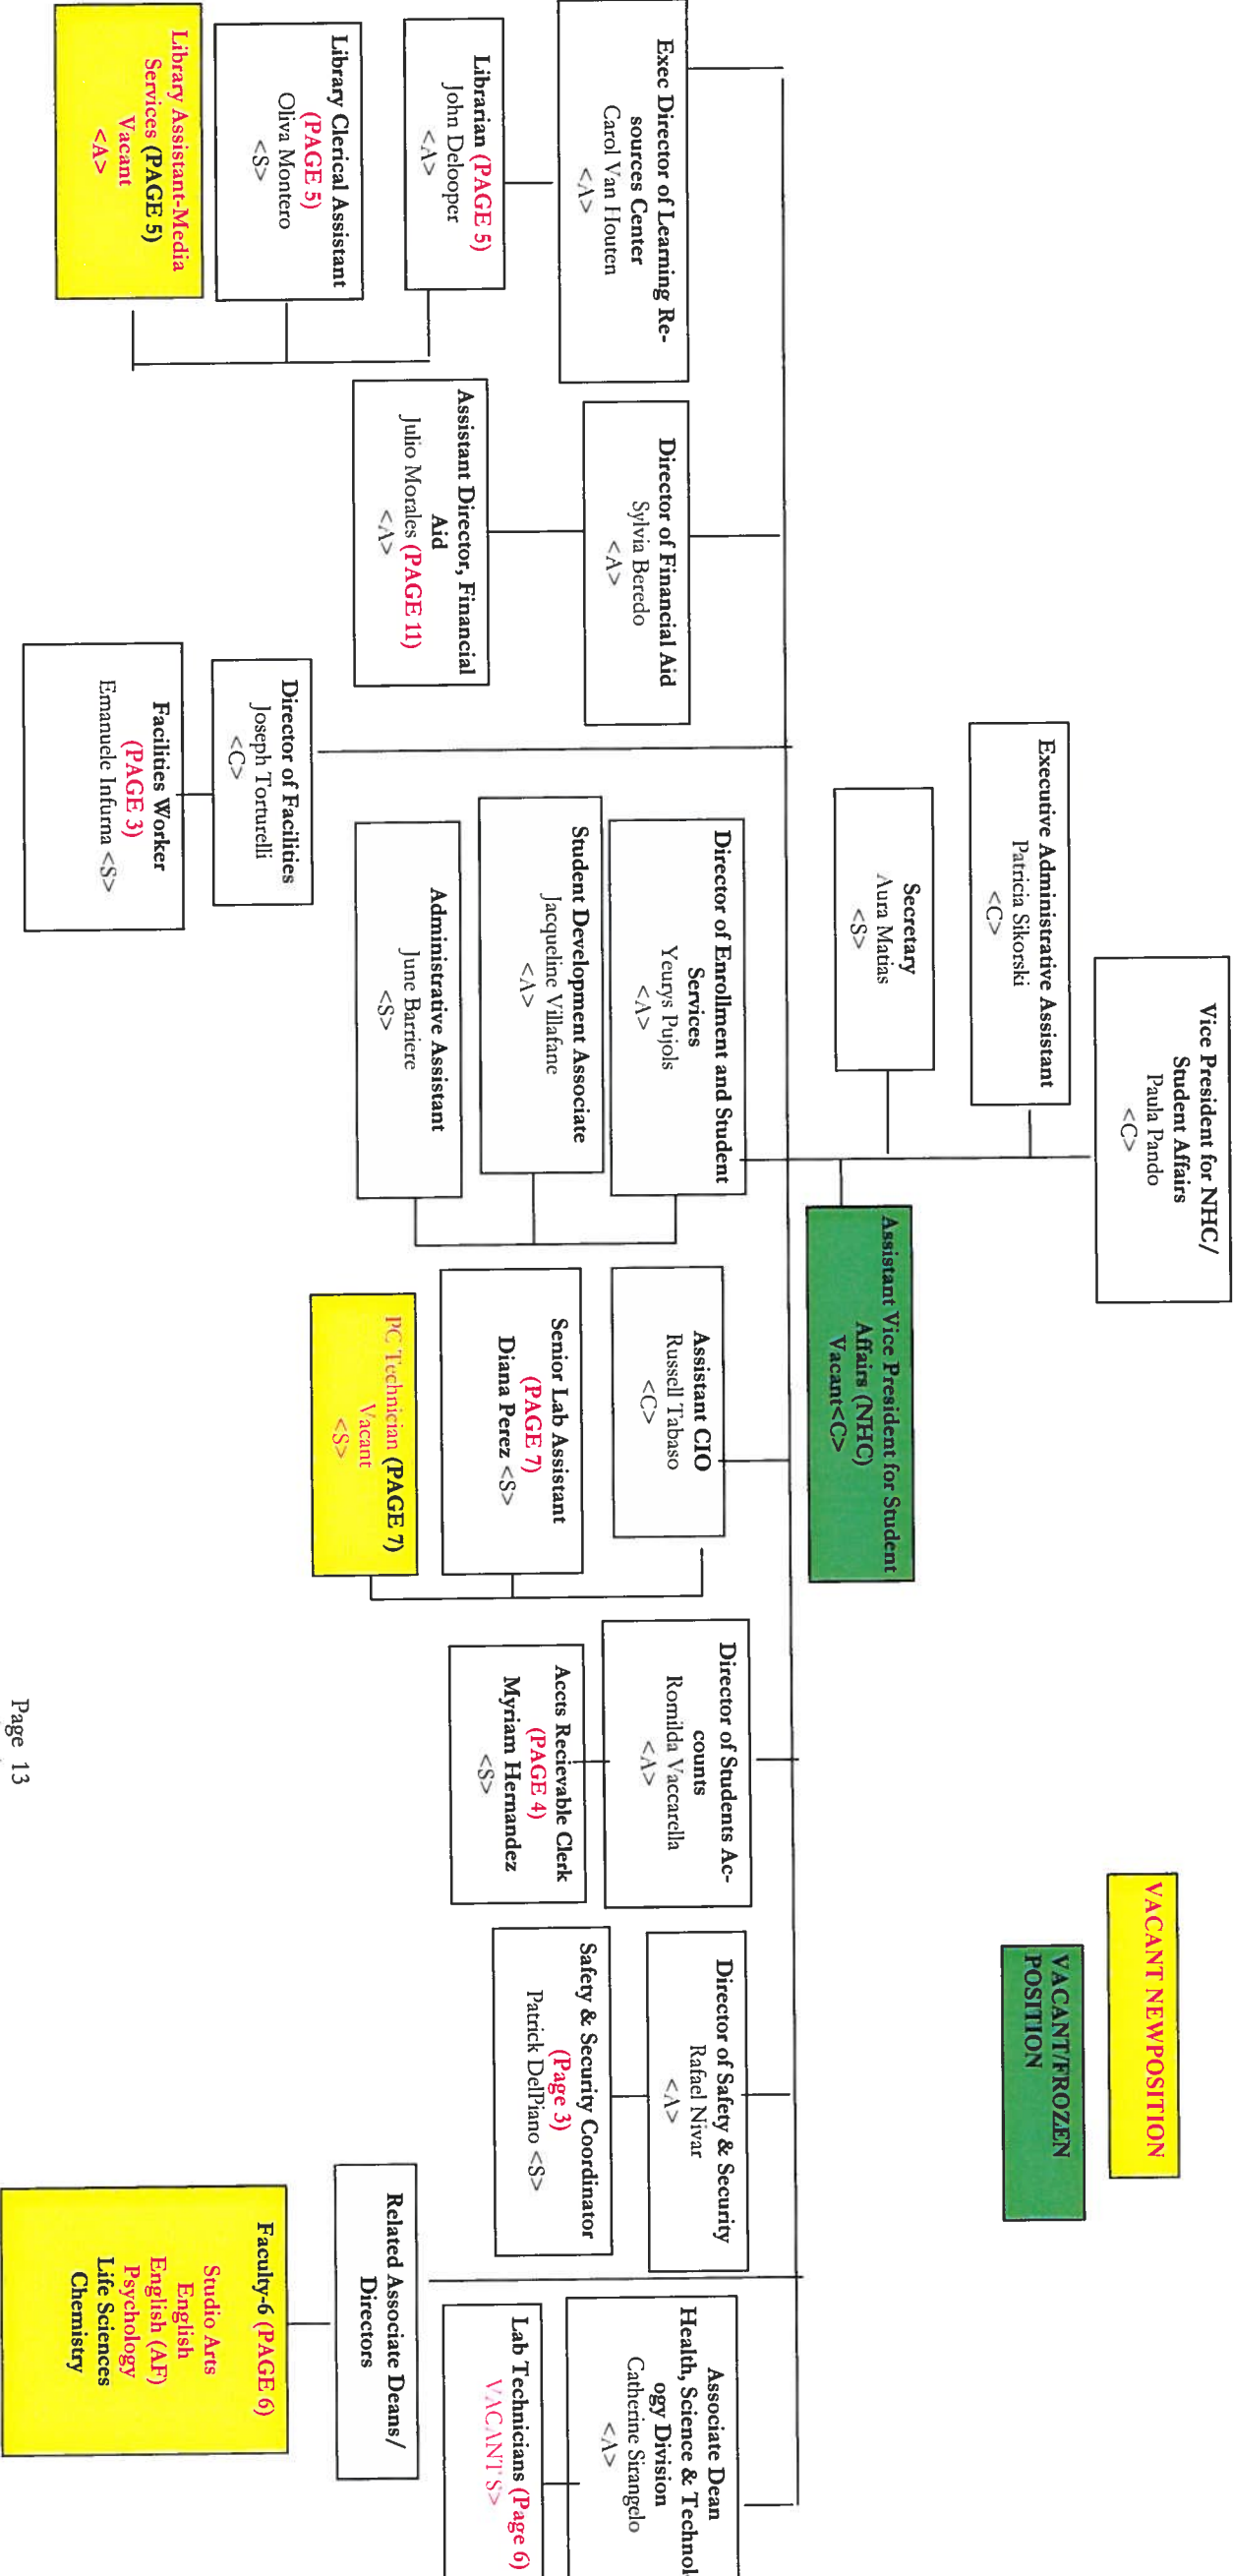 Vice President for NHC/
Student Affairs
Paula Pando
<C>
VACANT NEWPOSITION
VACANT/FROZEN
POSITION
Executive Administrative Assistant
Patricia Sikorski
<C>
Secretary
Aura Matias
<S>
Assistant Vice President for Student
Affairs (NHC)
Vacant<C>
Exec Director of Learning Re-
sources Center
Carol Van Houten
<A>
Librarian (PAGE 5)
John Delooper
<A>
Library Clerical Assistant
(PAGE 5)
Oliva Montero
<S>
Library Assistant-Media
Services (PAGE 5)
Vacant
<A>
Director of Financial Aid
Sylvia Beredo
<A>
Assistant Director, Financial
Aid
Julio Morales (PAGE 11)
<A>
Director of Facilities
Joseph Torturelli
<C>
Facilities Worker
(PAGE 3)
Emanuele Infurna <S>
Director of Enrollment and Student
Services
Yeurys Pujols
<A>
Student Development Associate
Jacqueline Villafane
<A>
Administrative Assistant
June Barriere
<S>
Assistant CIO
Russell Tabaso
<C>
Senior Lab Assistant
(PAGE 7)
Diana Perez <S>
PC Technician (PAGE 7)
Vacant
<S>
Director of Students Ac-
counts
Romilda Vaccarella
<A>
Accts Recievable Clerk
(PAGE 4)
Myriam Hernandez
<S>
Director of Safety & Security
Rafael Nivar
<A>
Safety & Security Coordinator
(Page 3)
Patrick DelPiano <S>
Associate Dean
Health, Science & Technol
ogy Division
Catherine Sirangelo
<A>
Lab Technicians (Page 6)
VACANT'S>
Related Associate Deans/
Directors
Faculty-6 (PAGE 6)
Studio Arts
English
English (AF)
Psychology
Life Sciences
Chemistry
Page 13